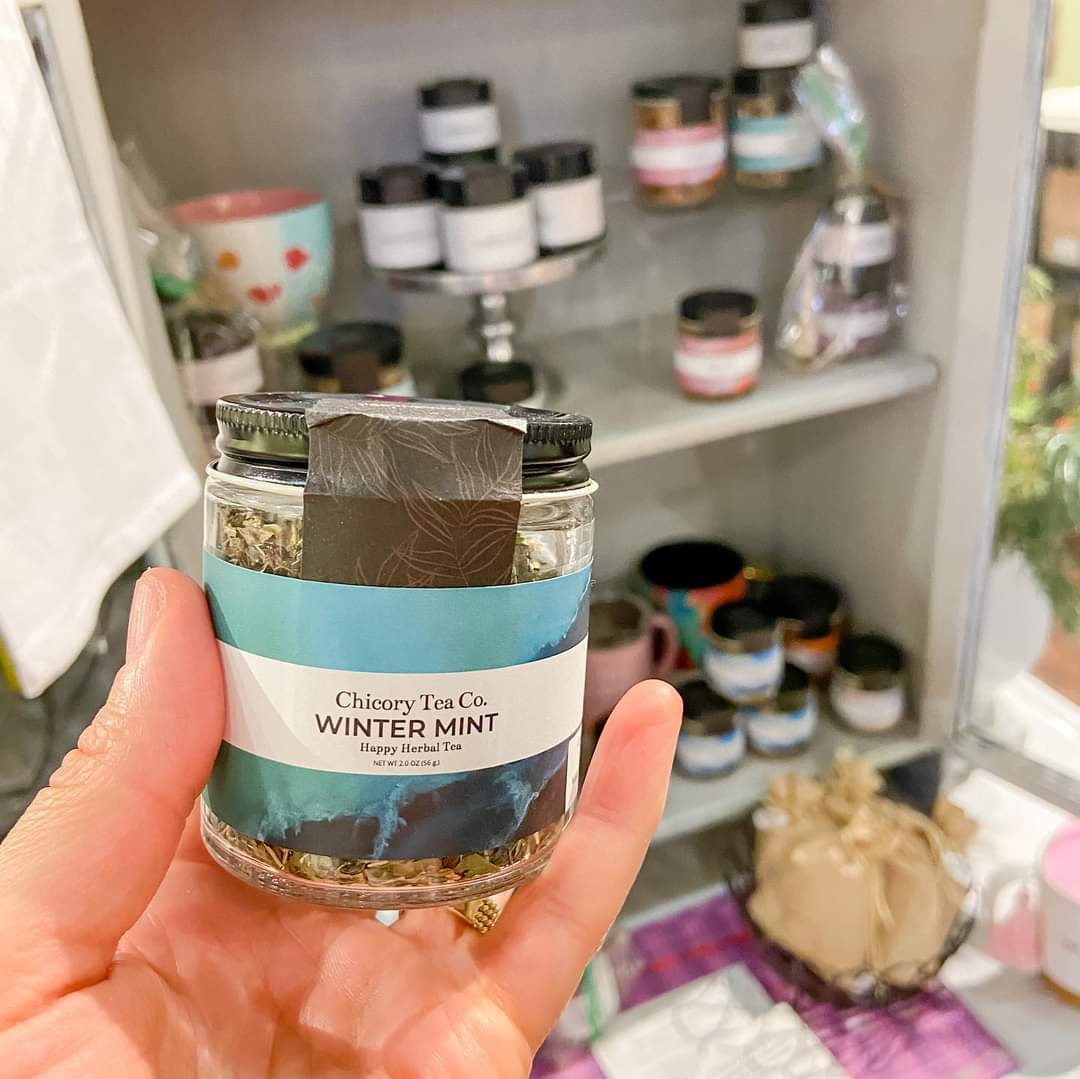 Chicory Tea Co.
WINTER MINT
Happy Herbal Tea
NET WT 2.0 OZ (56 g.)